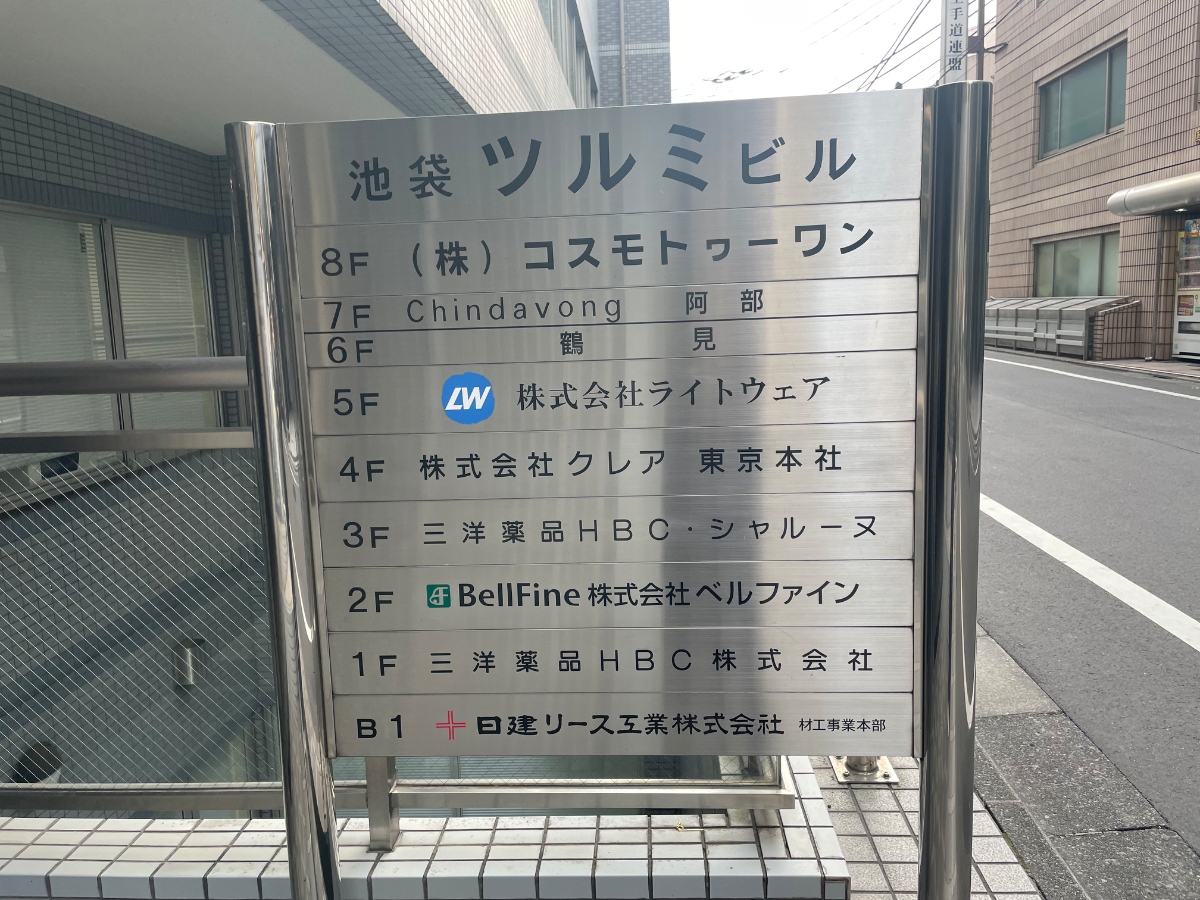 手道連盟
池袋 ツルミビル
8F (株)コスモトゥーワン
7F Chindavong 阿部
6F 鶴見
5F LW 株式会社ライトウェア
4F 株式会社クレア 東京本社
3F 三洋薬品HBC・シャルーヌ
2F BellFine 株式会社ベルファイン
1F 三洋薬品HBC株式会社
B1 日建リース工業株式会社 材工事業本部